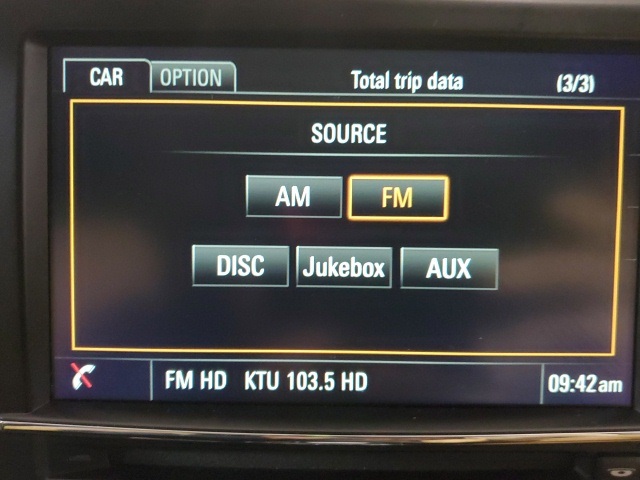 CAR OPTION Total trip data (3/3)
SOURCE
AM FM
DISC Jukebox AUX
FM HD KTU 103.5 HD 09:42am